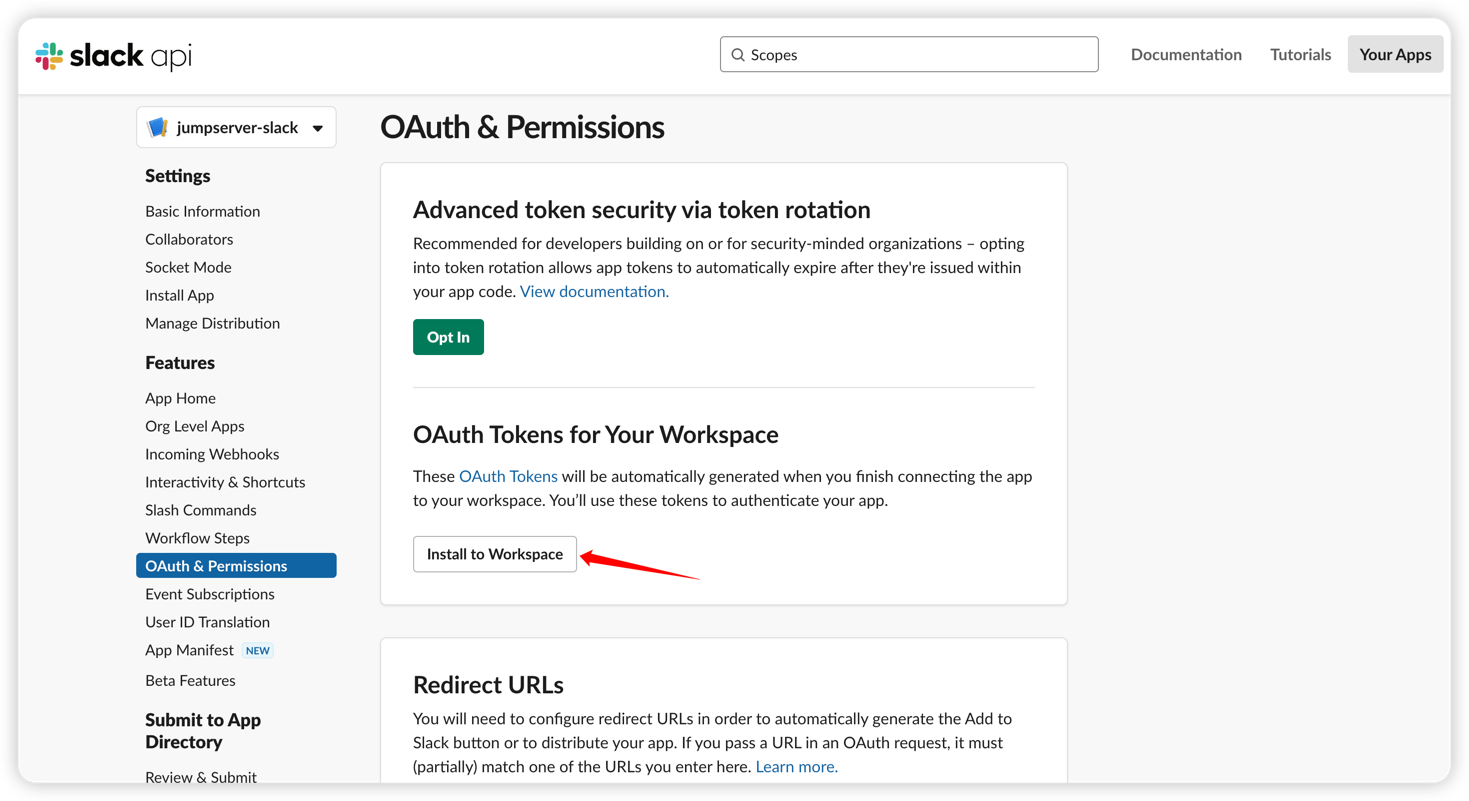 slack api
Scopes
Documentation
Tutorials
Your Apps
jumpserver-slack
Settings
Basic Information
Collaborators
Socket Mode
Install App
Manage Distribution
Features
App Home
Org Level Apps
Incoming Webhooks
Interactivity & Shortcuts
Slash Commands
Workflow Steps
OAuth & Permissions
Event Subscriptions
User ID Translation
App Manifest NEW
Beta Features
Submit to App
Directory
Review & Submit
OAuth & Permissions
Advanced token security via token rotation
Recommended for developers building on or for security-minded organizations – opting
into token rotation allows app tokens to automatically expire after they're issued within
your app code. View documentation.
Opt In
OAuth Tokens for Your Workspace
These OAuth Tokens will be automatically generated when you finish connecting the app
to your workspace. You’ll use these tokens to authenticate your app.
Install to Workspace
Redirect URLs
You will need to configure redirect URLs in order to automatically generate the Add to
Slack button or to distribute your app. If you pass a URL in an OAuth request, it must
(partially) match one of the URLs you enter here. Learn more.